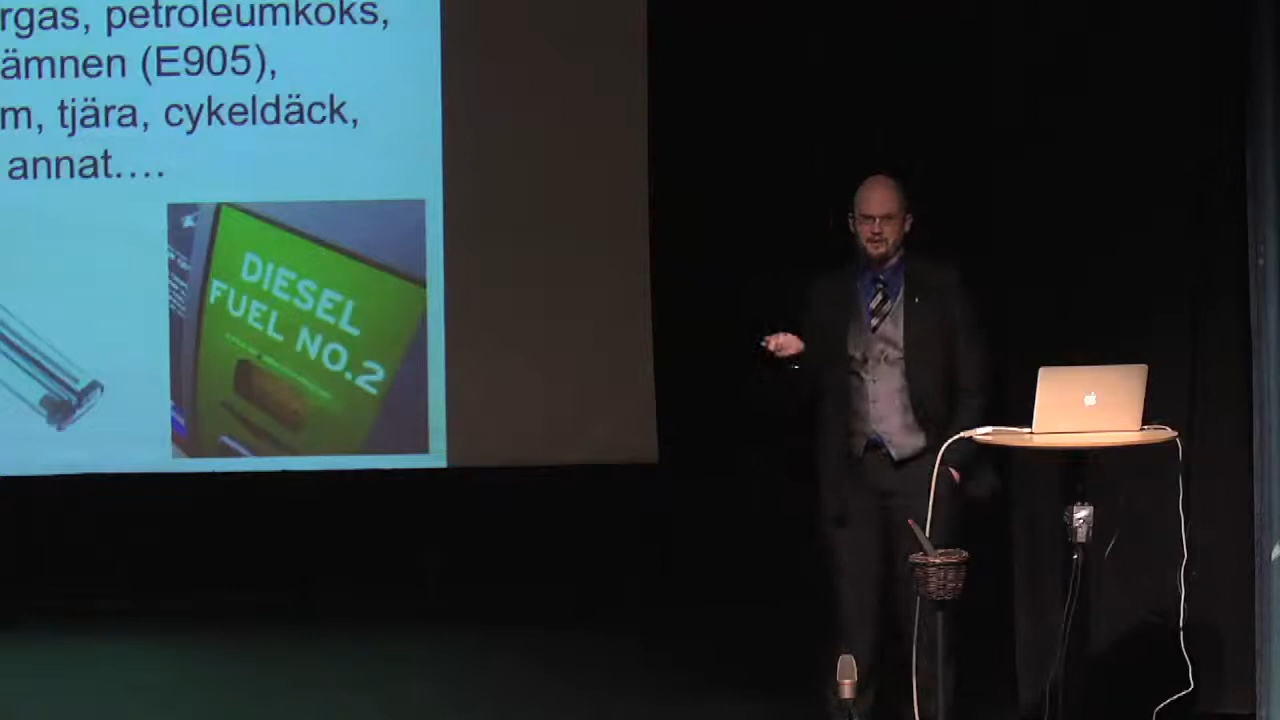 rgas, petroleumkoks,
ämnen (E905),
m, tjära, cykeldäck,
annat....
DIESEL
FUEL NO.2